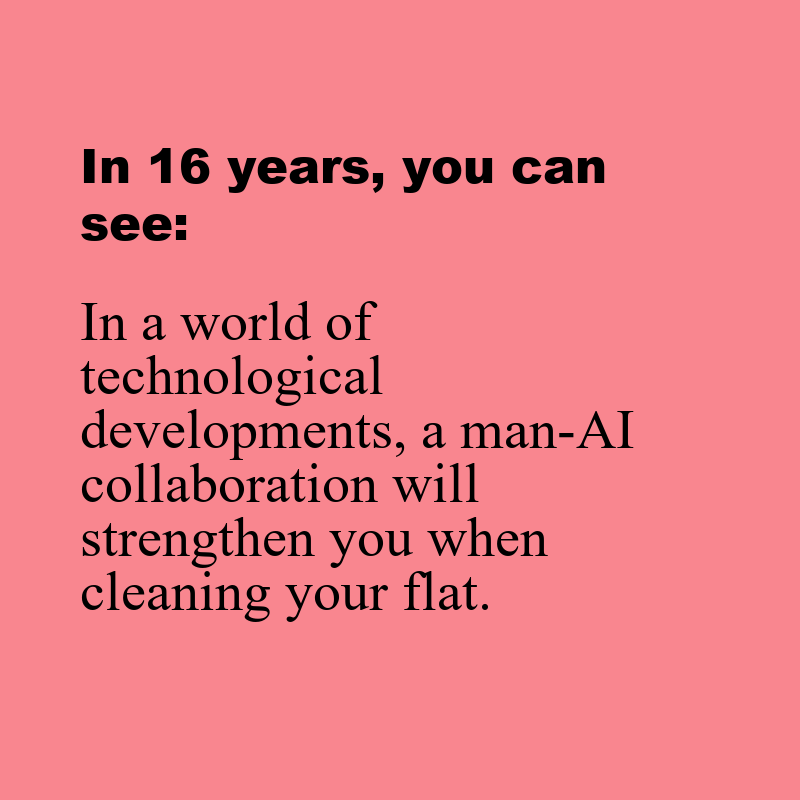 In 16 years, you can
see:
In a world of
technological
developments, a man-AI
collaboration will
strengthen you when
cleaning your flat.